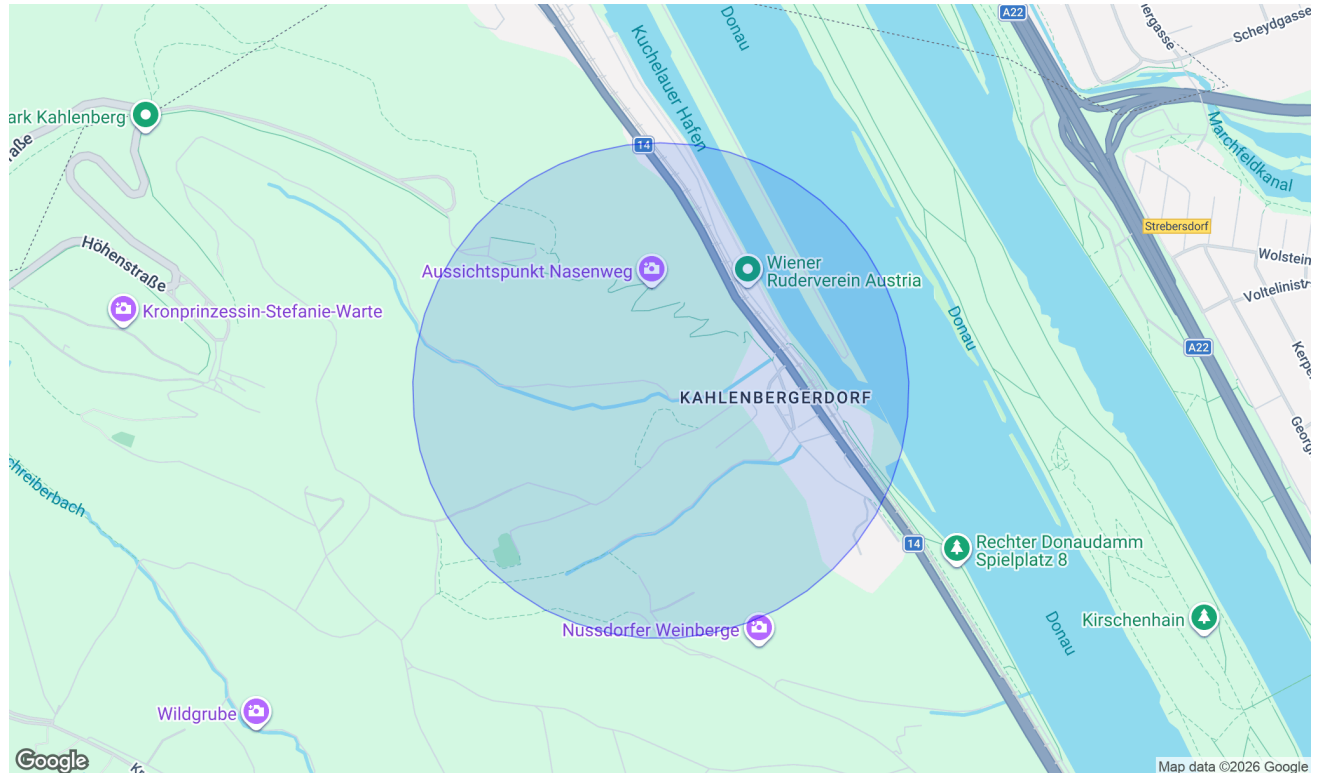 A22
Scheydgasse
Donau
Kuchelauer Hafen
ark Kahlenberg
14
Marchfeldkanal
Strebersdorf
Höhenstraße
Wolstein
Aussichtspunkt Nasenweg
Wiener
Ruderverein Austria
Voltelinistr
Kronprinzessin-Stefanie-Warte
Donau
A22
KAHLENBERGERDORF
chreiberbach
14
Rechter Donaudamm
Spielplatz 8
Kirschenhain
Nussdorfer Weinberge
Donau
Wildgrube
Google
Map data ©2026 Google